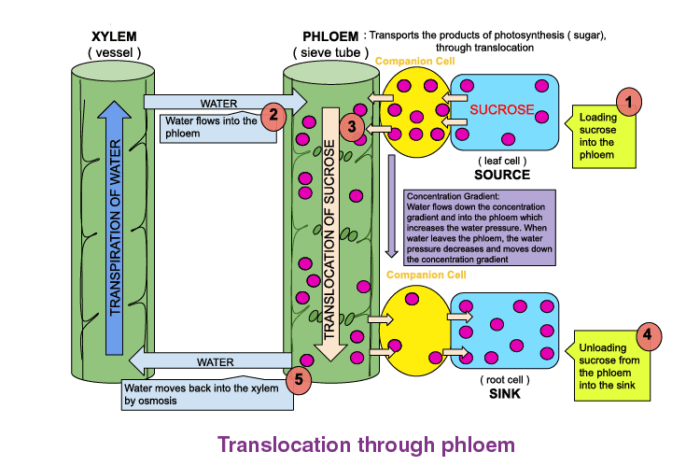 XYLEM
( vessel )
PHLOEM
( sieve tube )
: Transports the products of photosynthesis ( sugar),
through translocation
Companion Cell
WATER
2
Water flows into the
phloem
3
SUCROSE
1
Loading
sucrose
into the
phloem
( leaf cell )
SOURCE
TRANSPIRATION OF WATER
TRANSLOCATION OF SUCROSE
Concentration Gradient:
Water flows down the concentration
gradient and into the phloem which
increases the water pressure. When
water leaves the phloem, the water
pressure decreases and moves down
the concentration gradient
Companion Cell
4
Unloading
sucrose from
the phloem
into the sink
WATER
5
Water moves back into the xylem
by osmosis
( root cell )
SINK
Translocation through phloem